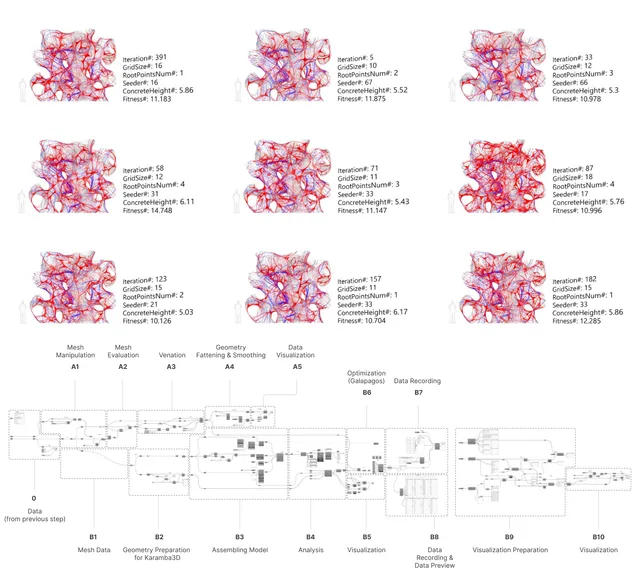 Iteration#: 391
GridSize#: 16
RootPointsNum#: 1
Seeder#: 16
ConcreteHeight#: 5.86
Fitness#: 11.183
Iteration#: 5
GridSize#: 10
RootPointsNum#: 2
Seeder#: 67
ConcreteHeight#: 5.52
Fitness#: 11.875
Iteration#: 33
GridSize#: 12
RootPointsNum#: 3
Seeder#: 66
ConcreteHeight#: 5.3
Fitness#: 10.978
Iteration#: 58
GridSize#: 12
RootPointsNum#: 4
Seeder#: 31
ConcreteHeight#: 6.11
Fitness#: 14.748
Iteration#: 71
GridSize#: 11
RootPointsNum#: 3
Seeder#: 33
ConcreteHeight#: 5.43
Fitness#: 11.147
Iteration#: 87
GridSize#: 18
RootPointsNum#: 4
Seeder#: 17
ConcreteHeight#: 5.76
Fitness#: 10.996
Iteration#: 123
GridSize#: 15
RootPointsNum#: 2
Seeder#: 21
ConcreteHeight#: 5.03
Fitness#: 10.126
Iteration#: 157
GridSize#: 11
RootPointsNum#: 1
Seeder#: 33
ConcreteHeight#: 6.17
Fitness#: 10.704
Iteration#: 182
GridSize#: 15
RootPointsNum#: 1
Seeder#: 33
ConcreteHeight#: 5.86
Fitness#: 12.285
Mesh
Manipulation
A1
Mesh
Evaluation
A2
Venation
A3
Geometry
Fattening & Smoothing
A4
Data
Visualization
A5
Optimization
(Galapagos)
B6
Data Recording
B7
0
Data
(from previous step)
B1
Mesh Data
B2
Geometry Preparation
for Karamba3D
B3
Assembling Model
B4
Analysis
B5
Visualization
B8
Data
Recording &
Data Preview
B9
Visualization Preparation
B10
Visualization